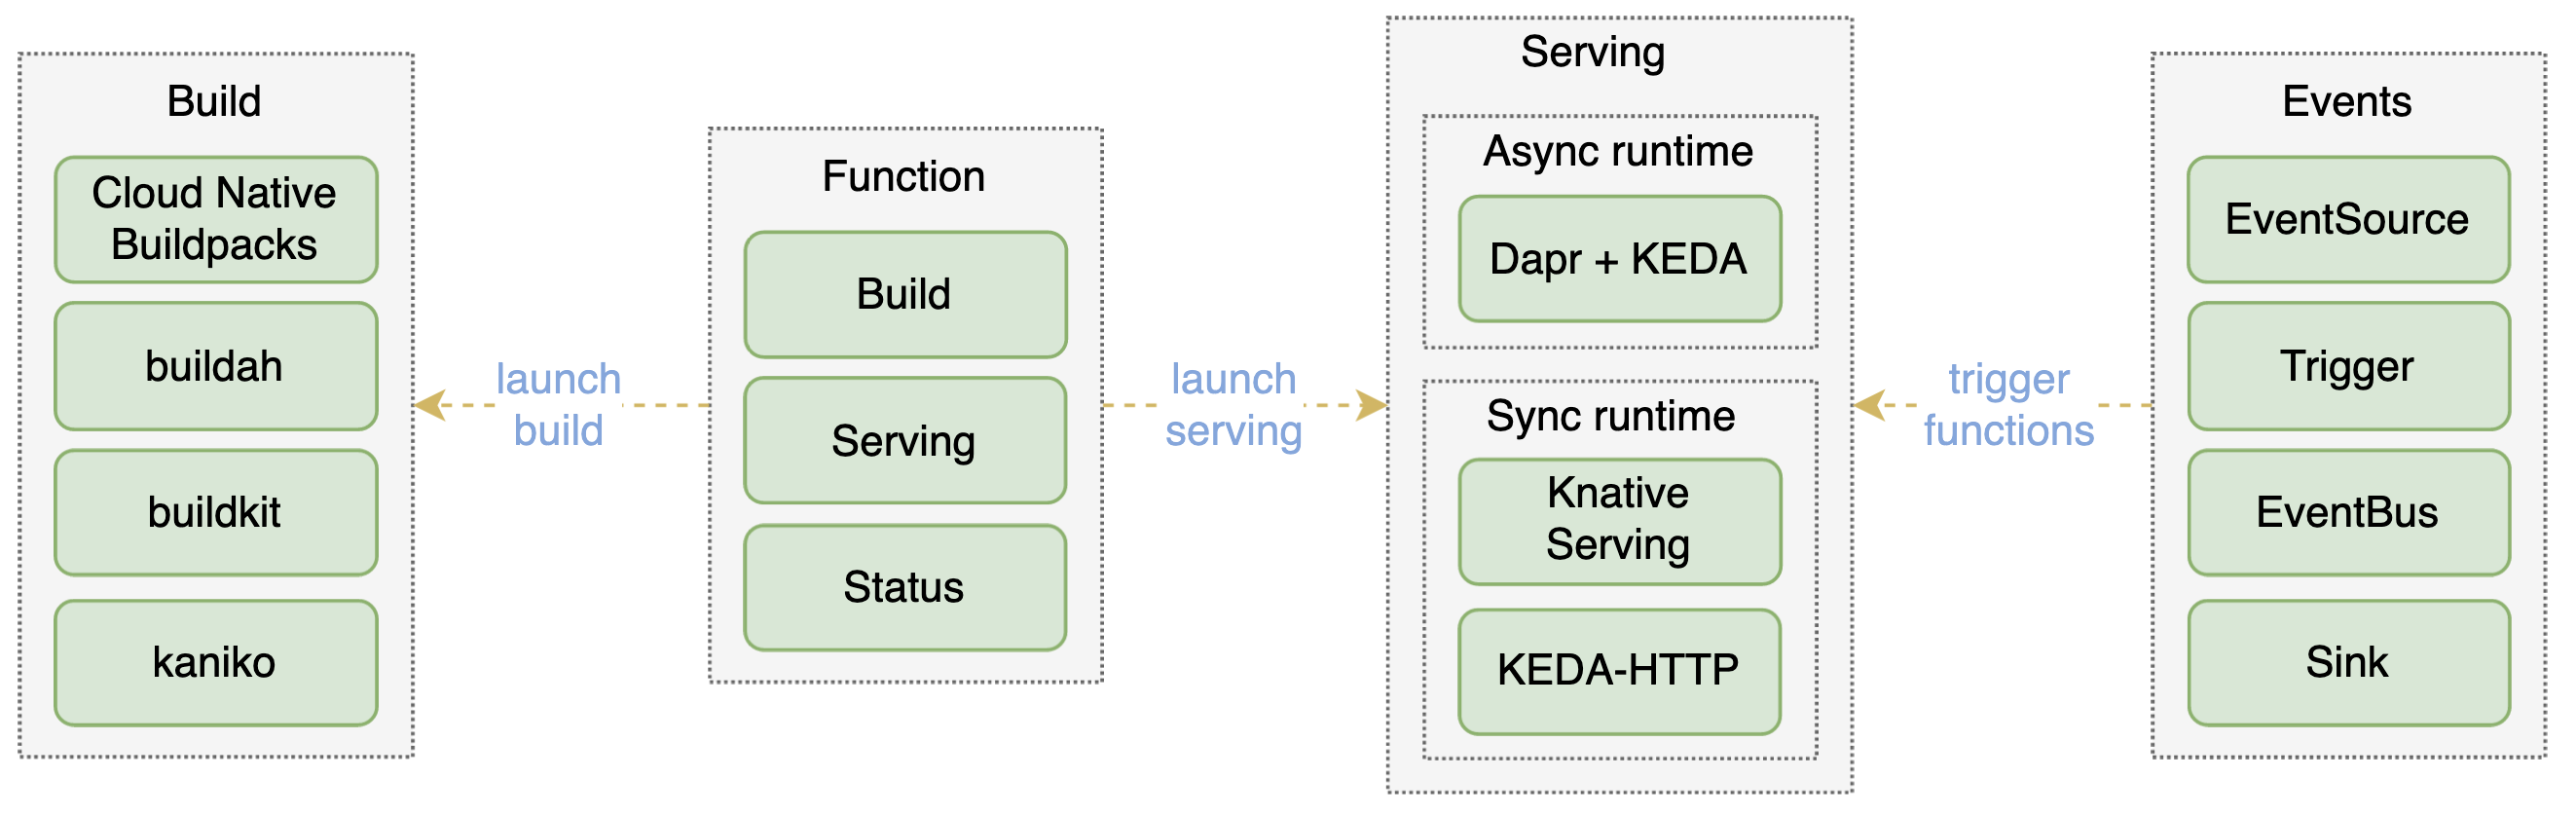 Build
Cloud Native
Buildpacks
buildah
buildkit
kaniko
launch
build
Function
Build
Serving
Status
launch
serving
Serving
Async runtime
Dapr + KEDA
Sync runtime
Knative
Serving
KEDA-HTTP
trigger
functions
Events
EventSource
Trigger
EventBus
Sink